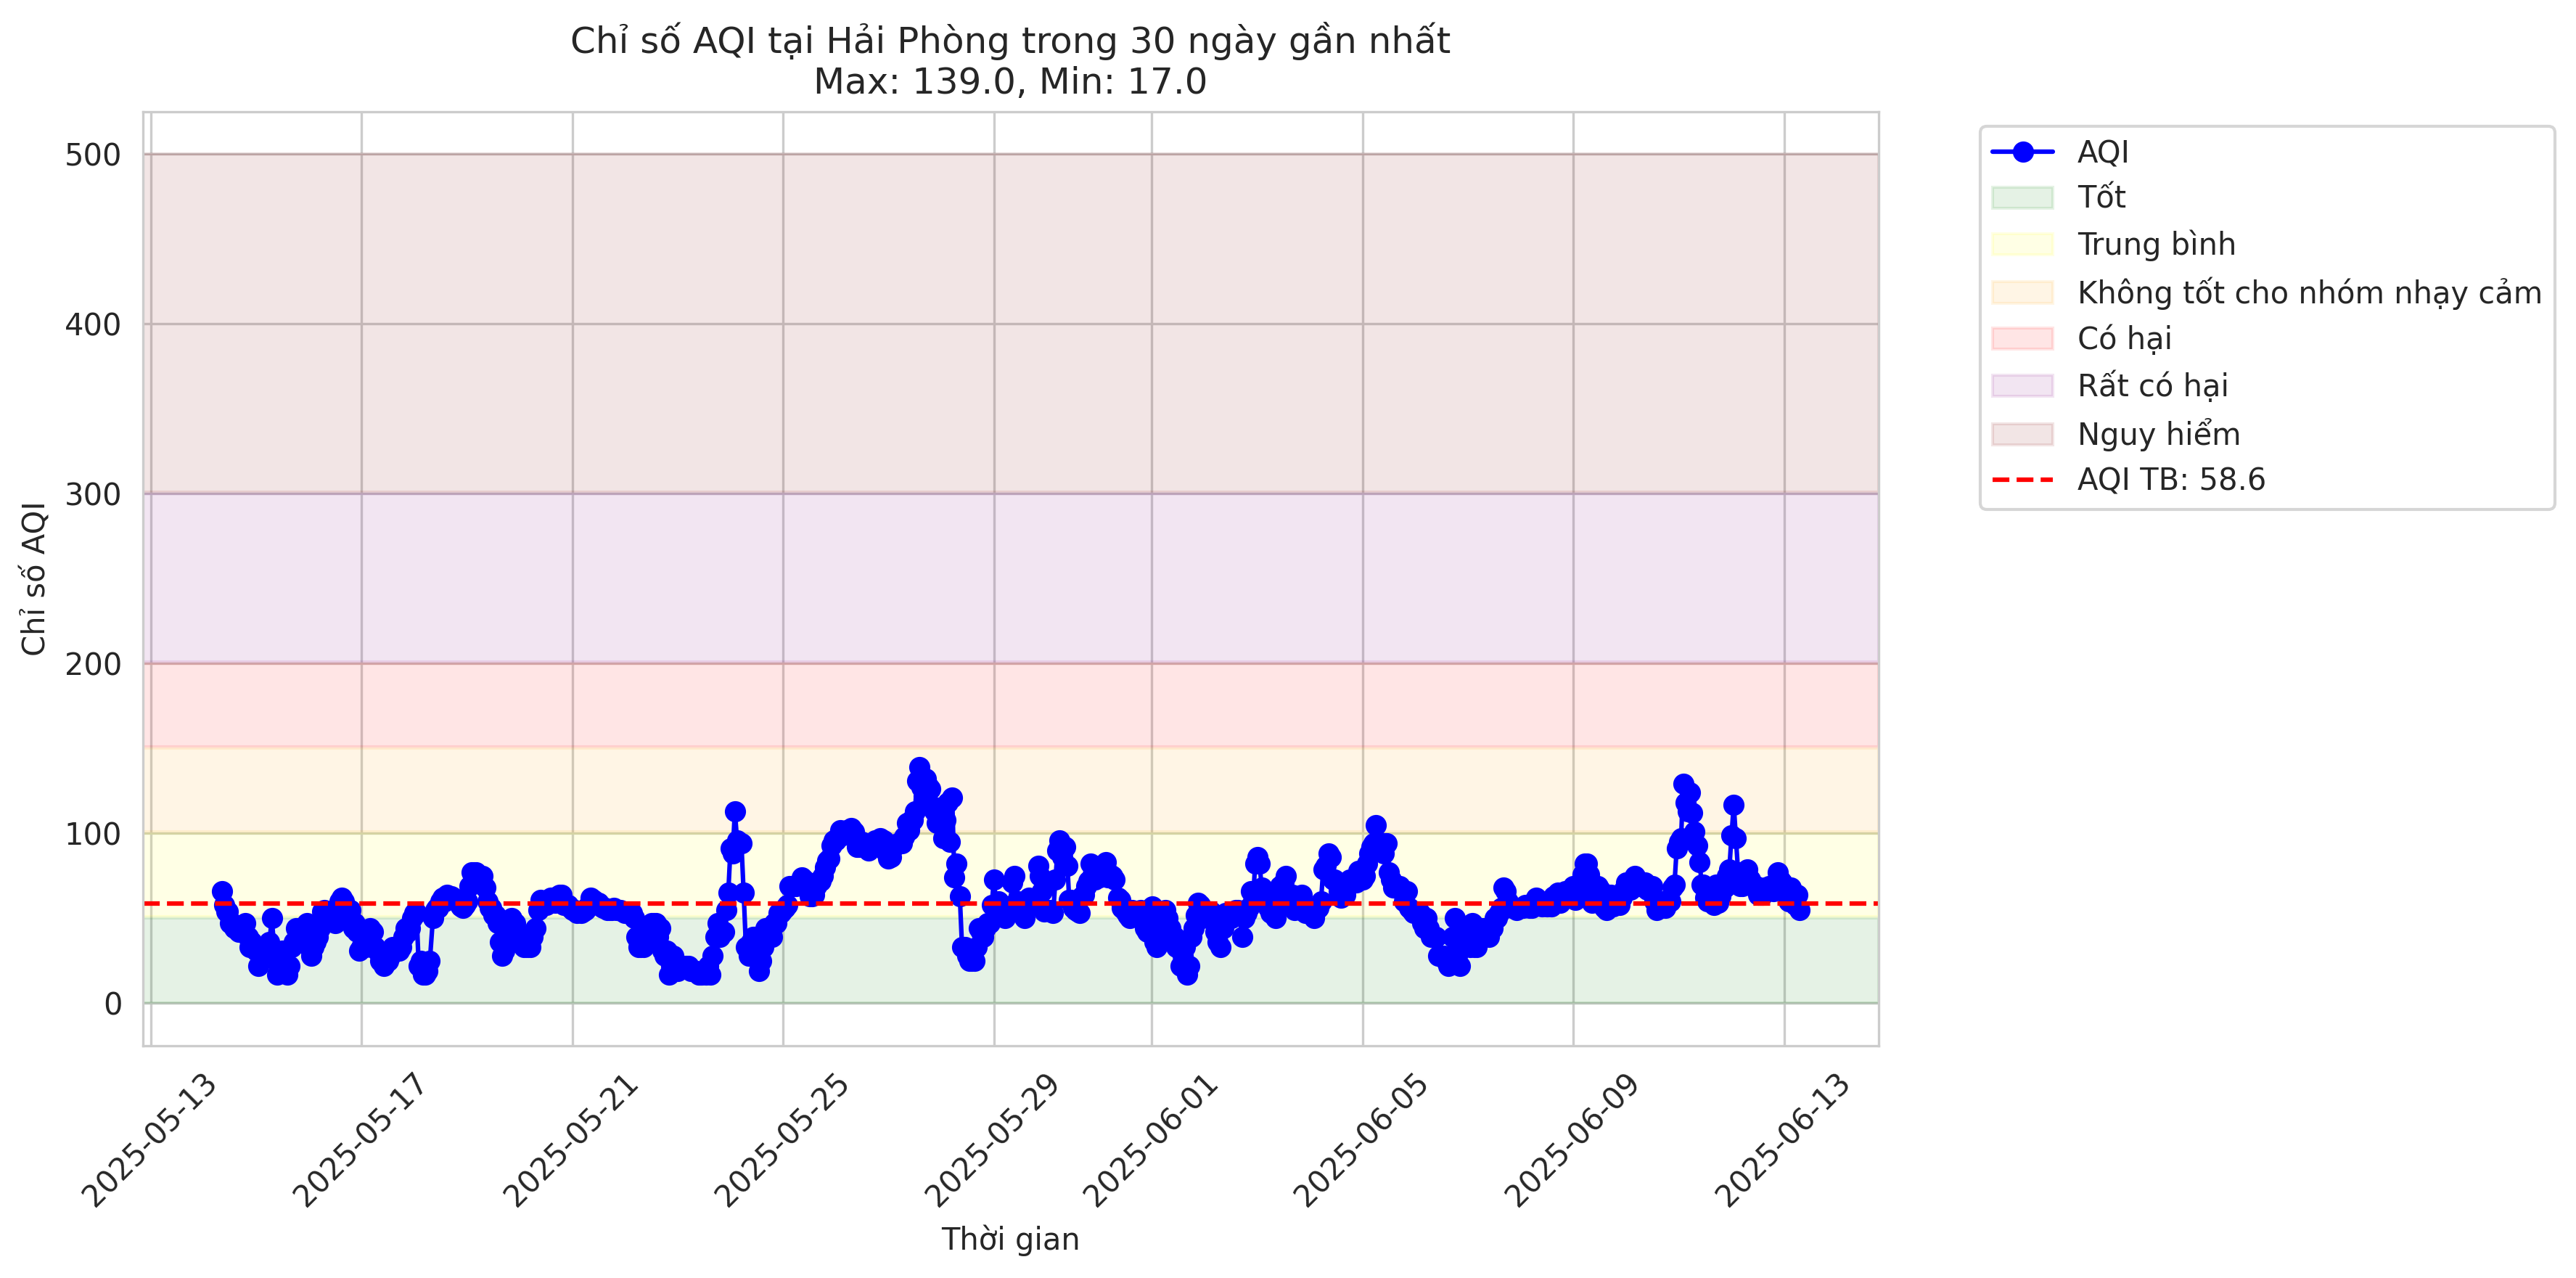 Chỉ số AQI tại Hải Phòng trong 30 ngày gần nhất
Max: 139.0, Min: 17.0
Chỉ số AQI
500
400
300
200
100
0
2025-05-13
2025-05-17
2025-05-21
2025-05-25
2025-05-29
2025-06-01
2025-06-05
2025-06-09
2025-06-13
Thời gian
AQI
Tốt
Trung bình
Không tốt cho nhóm nhạy cảm
Có hại
Rất có hại
Nguy hiểm
AQI TB: 58.6